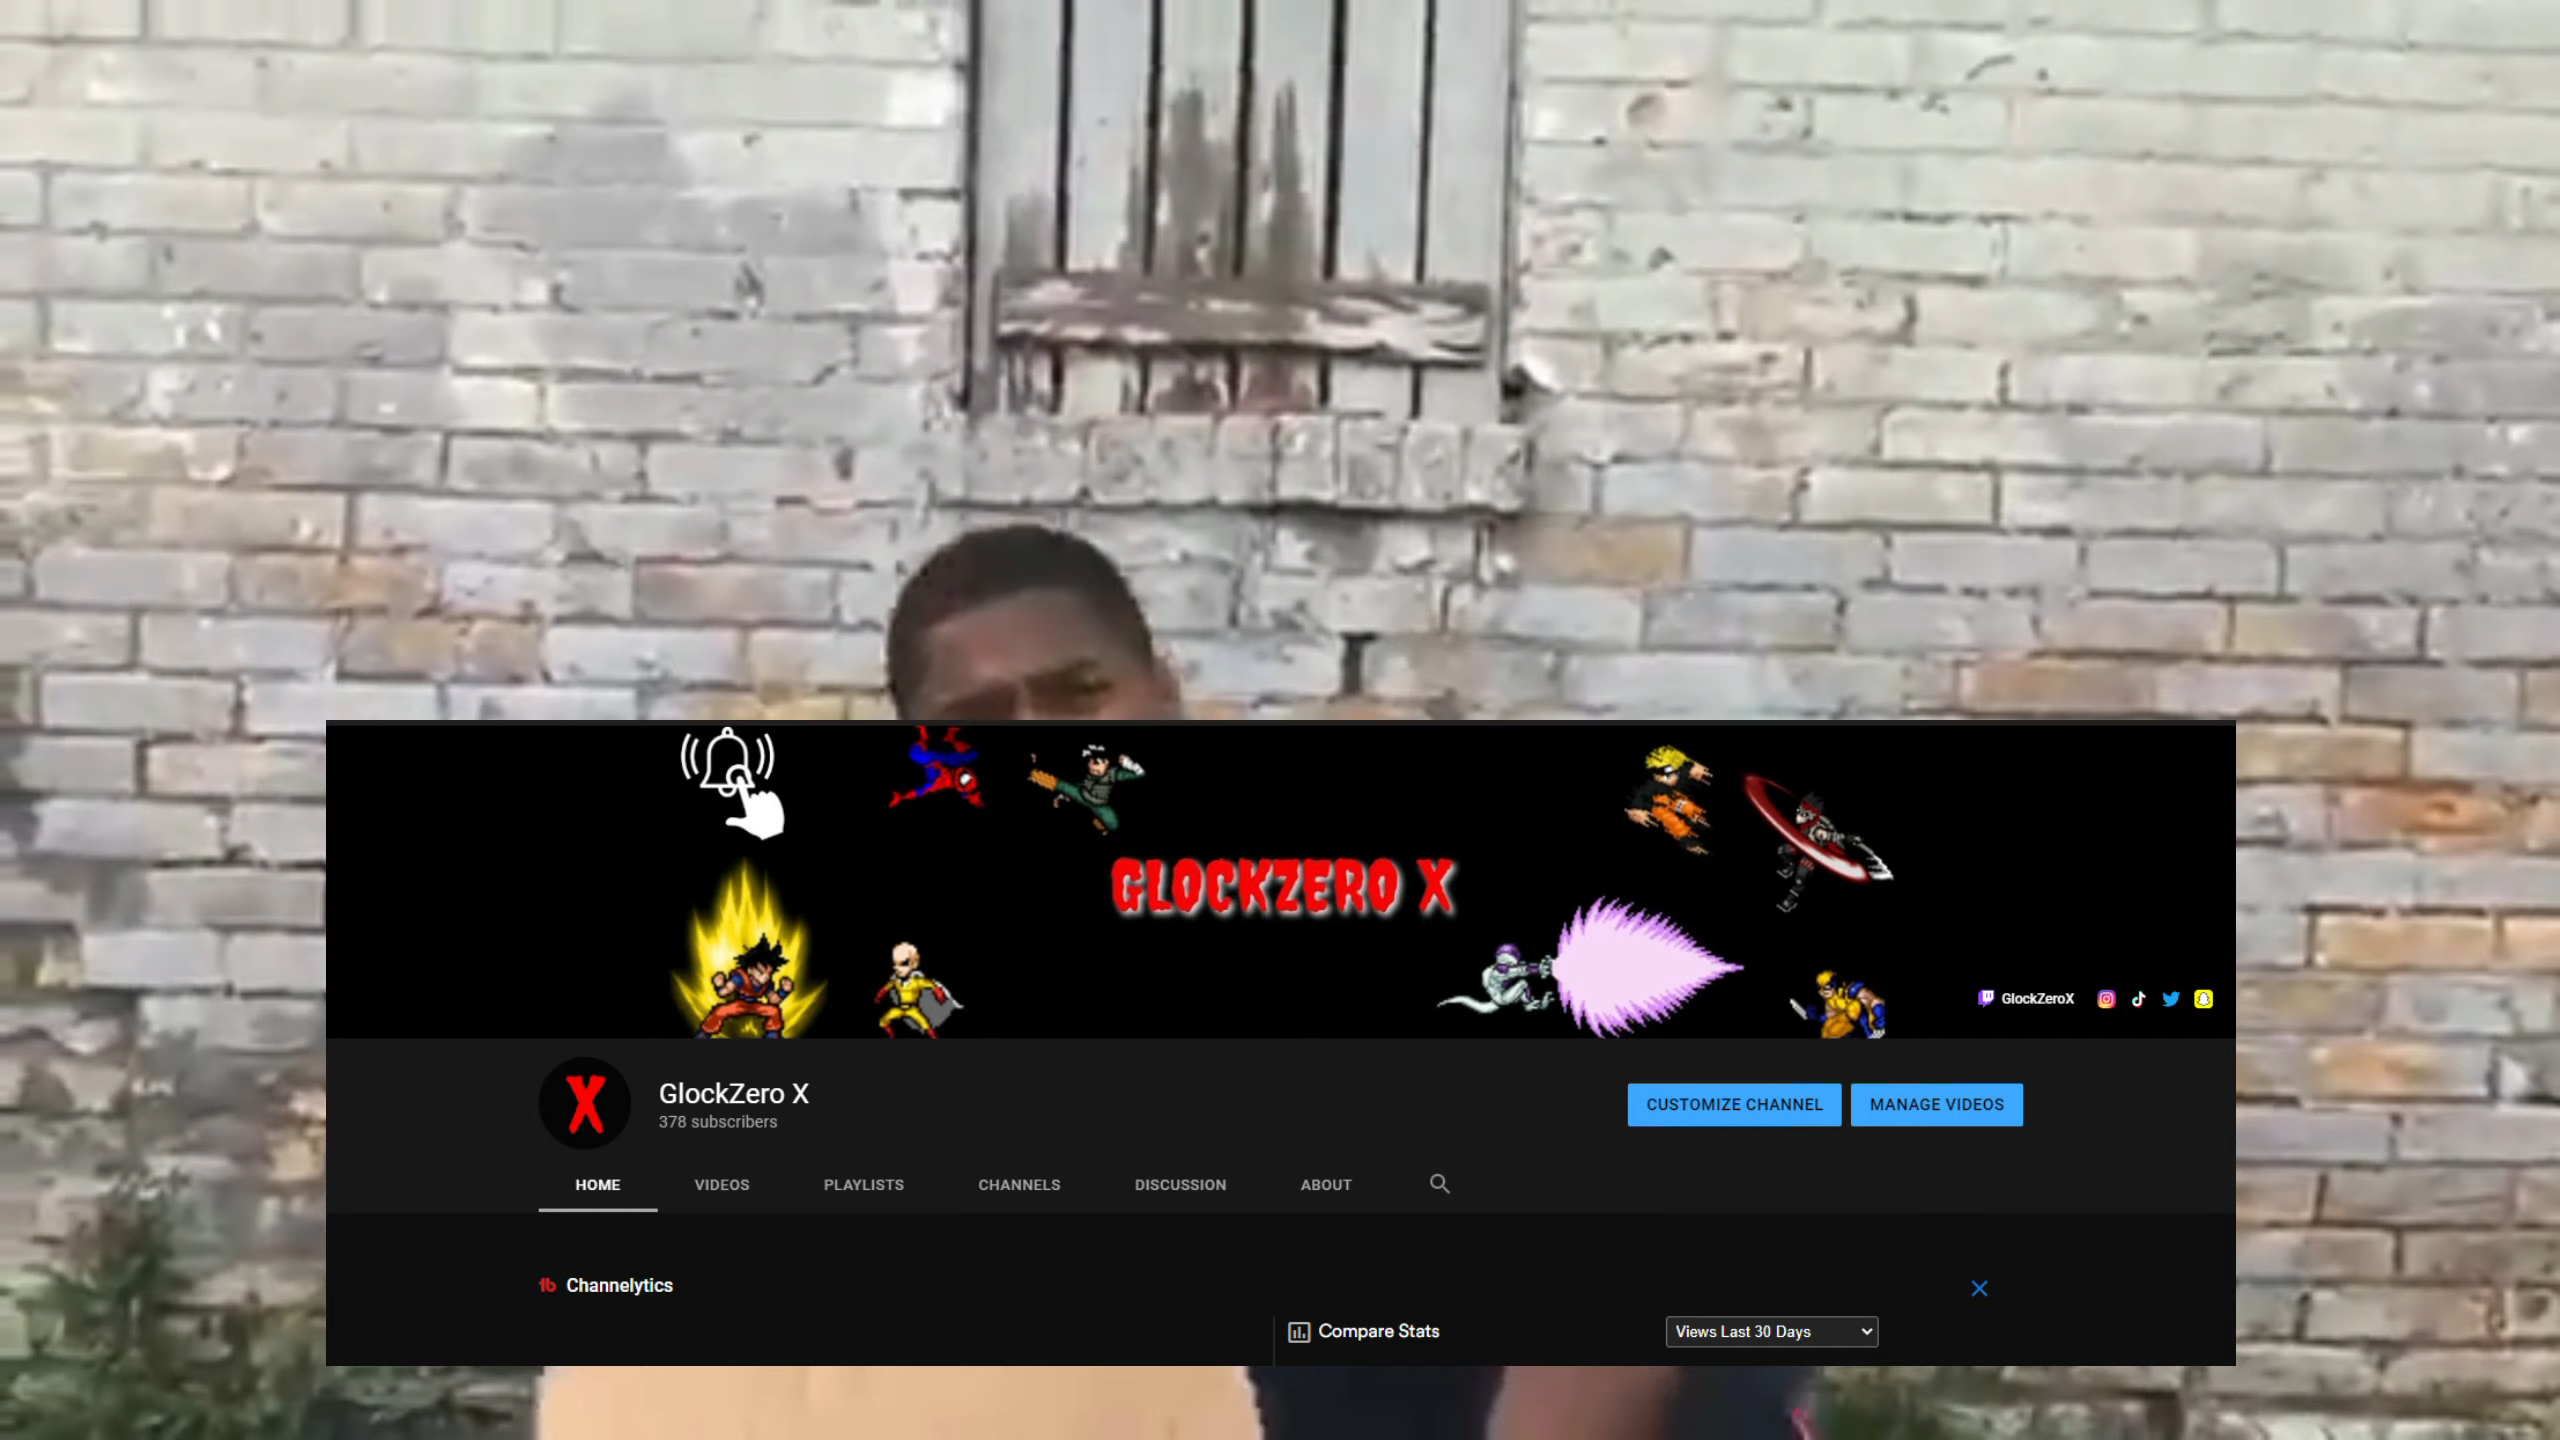 GLOCKZERO X
GlockZeroX
X
GlockZero X
378 subscribers
CUSTOMIZE CHANNEL
MANAGE VIDEOS
HOME
VIDEOS
PLAYLISTS
CHANNELS
DISCUSSION
ABOUT
tb Channelytics
Compare Stats
Views Last 30 Days